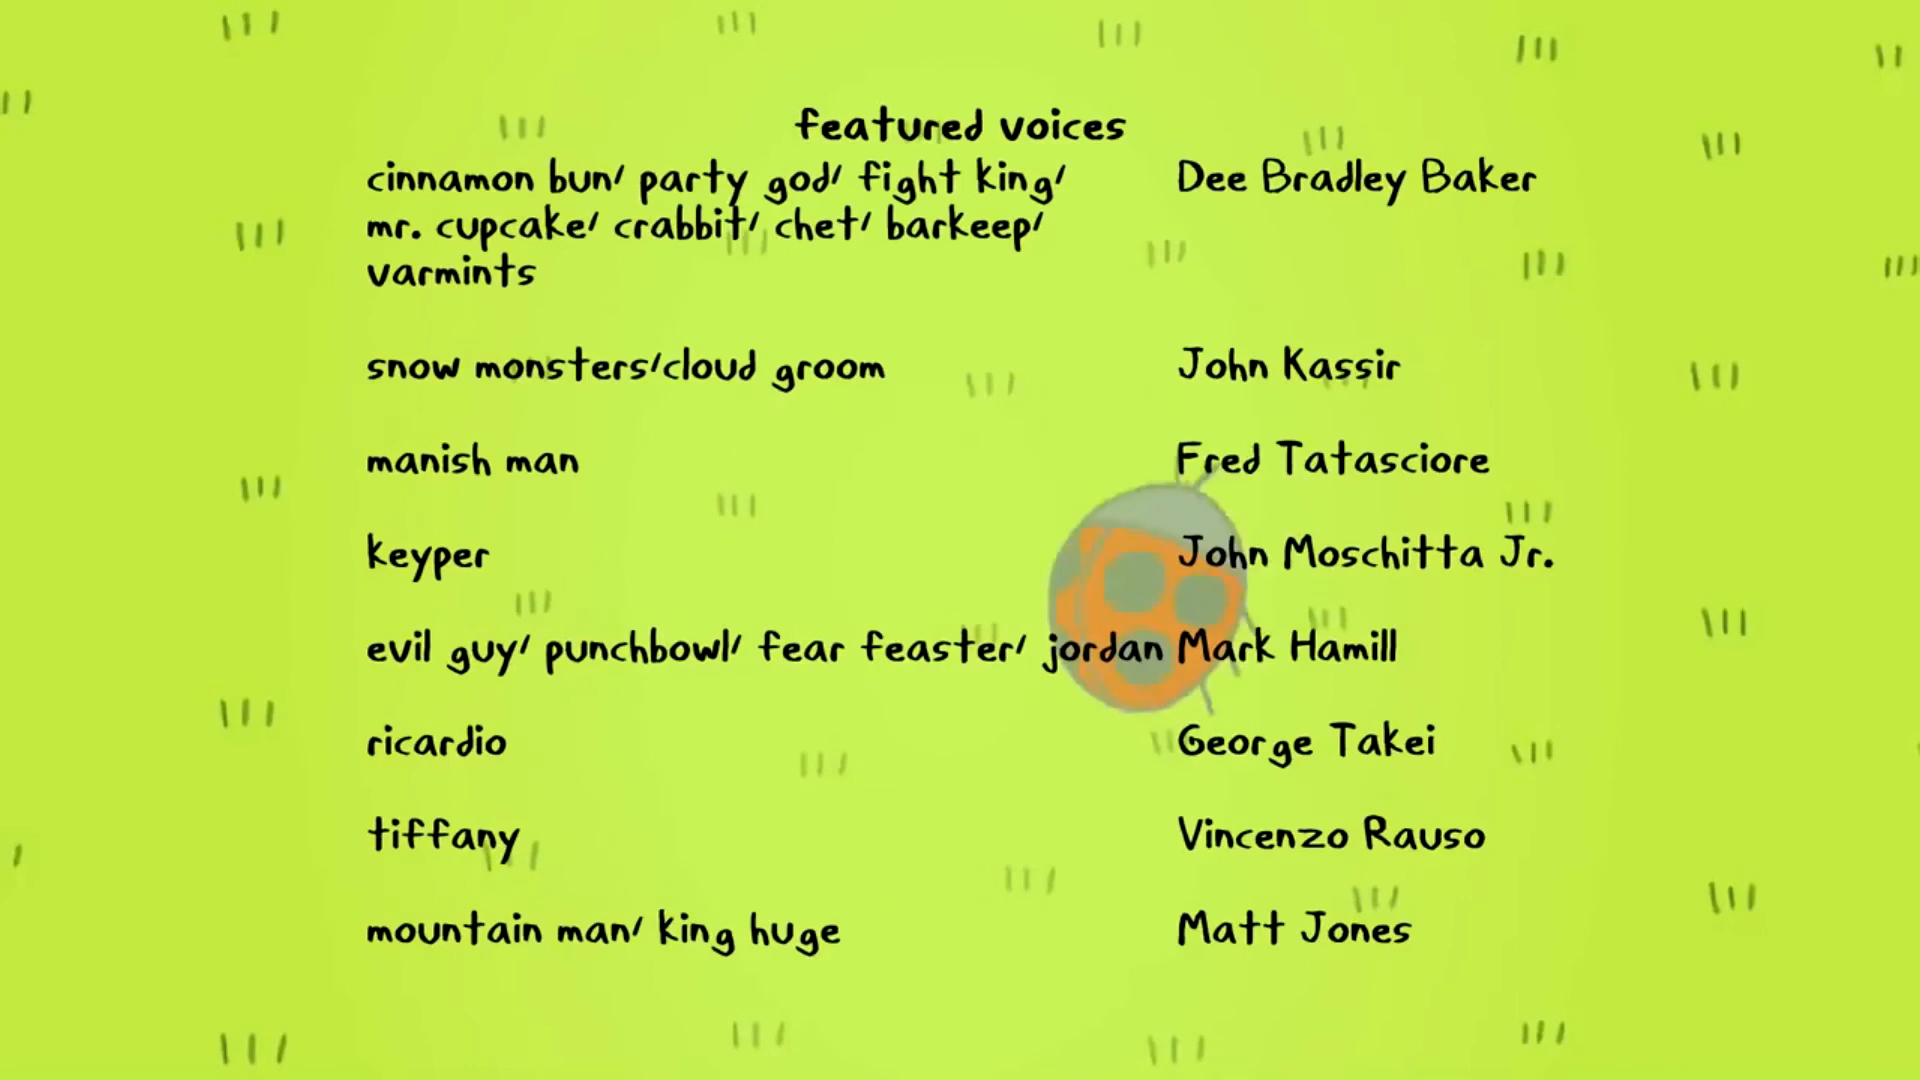 featured voices
cinnamon bun/ party god/ fight king/ Dee Bradley Baker
mr. cupcake/ crabbit/ chet/ barkeep/
varmints
snow monsters/cloud groom John Kassir
manish man Fred Tatasciore
keyper John Moschitta Jr.
evil guy/ punchbowl/ fear feaster/ jordan Mark Hamill
ricardio George Takei
tiffany Vincenzo Rauso
mountain man/ king huge Matt Jones